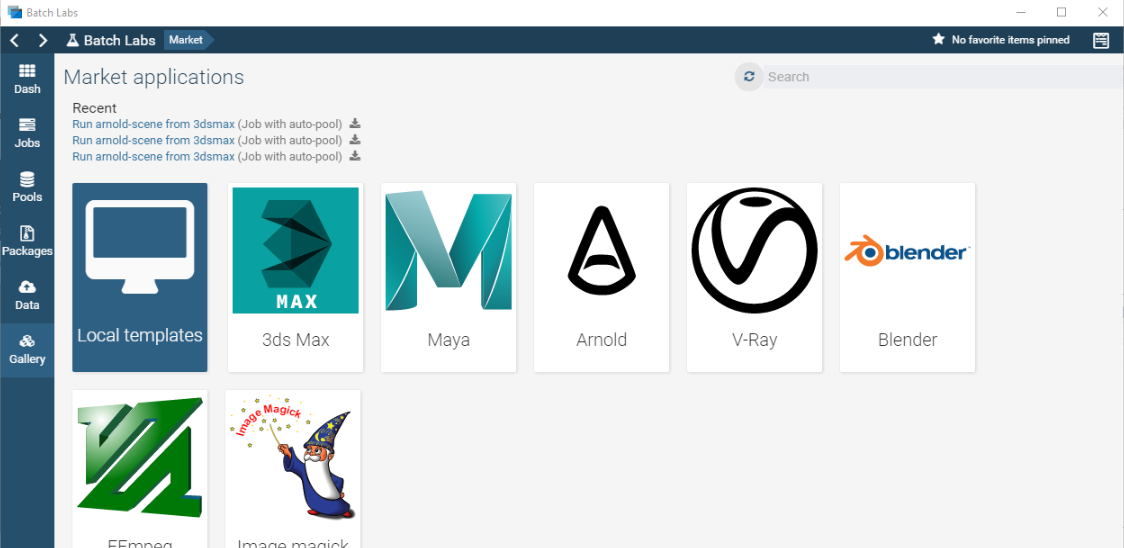 Batch Labs
Batch Labs Market
No favorite items pinned
Dash
Jobs
Pools
Packages
Data
Gallery
Market applications
Search
Recent
Run arnold-scene from 3dsmax (Job with auto-pool)
Run arnold-scene from 3dsmax (Job with auto-pool)
Run arnold-scene from 3dsmax (Job with auto-pool)
Local templates
MAX
3ds Max
Maya
Arnold
V-Ray
blender
Blender
FFmpeg
Image Magick
Image magick